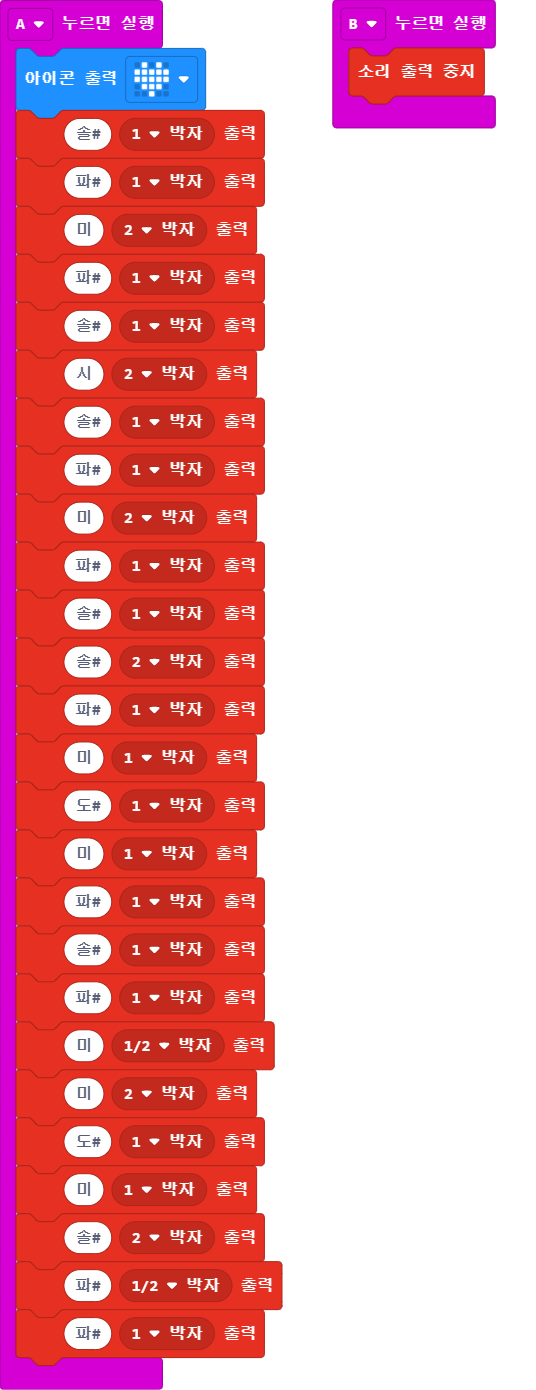 A 누르면 실행
아이콘 출력
솔# 1 박자 출력
파# 1 박자 출력
미 2 박자 출력
파# 1 박자 출력
솔# 1 박자 출력
시 2 박자 출력
솔# 1 박자 출력
파# 1 박자 출력
미 2 박자 출력
파# 1 박자 출력
솔# 1 박자 출력
솔# 2 박자 출력
파# 1 박자 출력
미 1 박자 출력
도# 1 박자 출력
미 1 박자 출력
파# 1 박자 출력
솔# 1 박자 출력
파# 1 박자 출력
미 1/2 박자 출력
미 2 박자 출력
도# 1 박자 출력
미 1 박자 출력
솔# 2 박자 출력
파# 1/2 박자 출력
파# 1 박자 출력
B 누르면 실행
소리 출력 중지